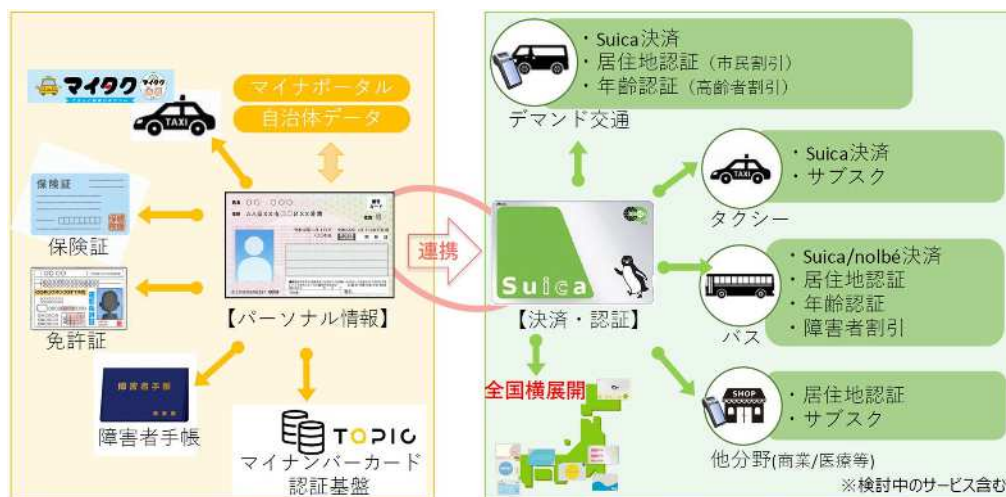 マイタク
マイナポータル
自治体データ
TAXI
保険証
保険証
免許証
障害者手帳
障害者手帳
【パーソナル情報】
TOPIC
マイナンバーカード
認証基盤
連携
・Suica決済
・居住地認証（市民割引）
・年齢認証（高齢者割引）
デマンド交通
TAXI
・Suica決済
・サブスク
タクシー
Suica
【決済・認証】
・Suica/nolbé決済
・居住地認証
・年齢認証
・障害者割引
バス
全国横展開
SHOP
・居住地認証
・サブスク
他分野(商業/医療等)
※検討中のサービス含む